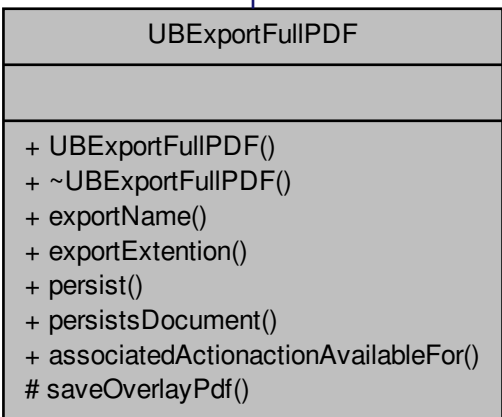 UBExportFullPDF
+ UBExportFullPDF()
+ ~UBExportFullPDF()
+ exportName()
+ exportExtention()
+ persist()
+ persistsDocument()
+ associatedActionactionAvailableFor()
# saveOverlayPdf()